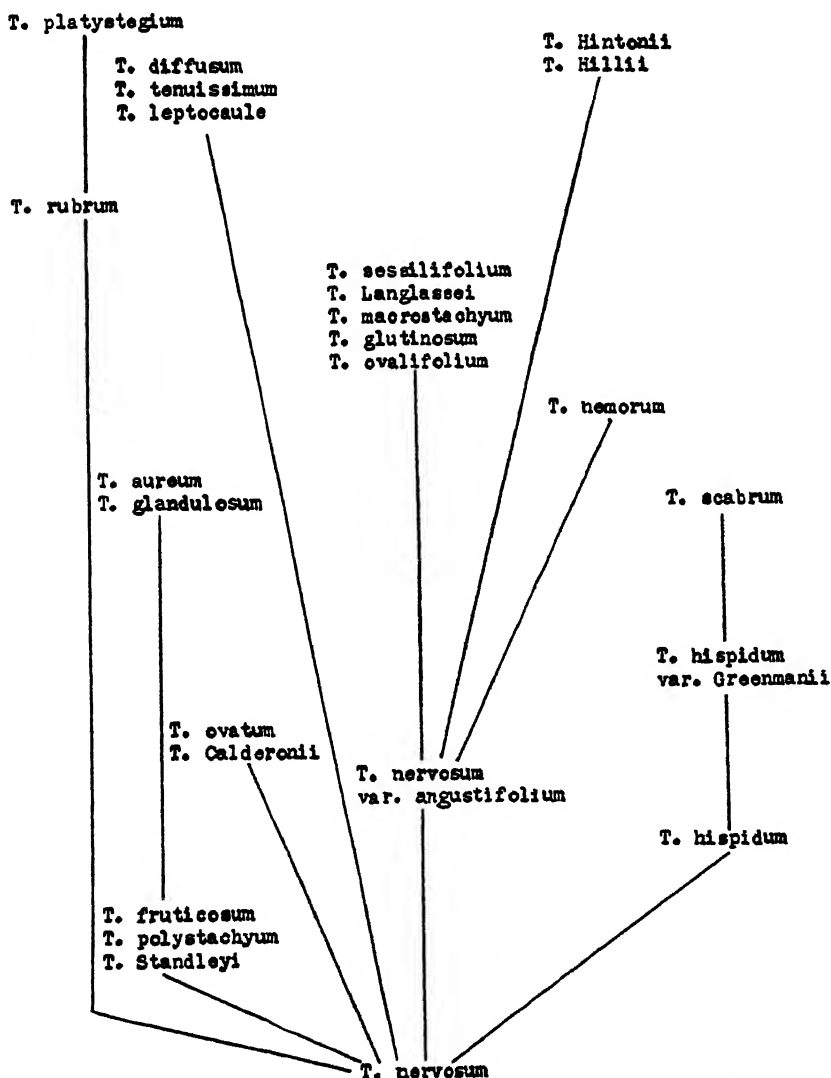 T. platystegium
T. diffusum
T. tenuissimum
T. leptocaule
T. Hintonii
T. Hillii
T. rubrum
T. sessilifolium
T. Langlassei
T. macrostachyum
T. glutinosum
T. ovalifolium
T. nemorum
T. aureum
T. glandulosum
T. scabrum
T. hispidum
var. Greenmanii
T. ovatum
T. Calderonii
T. nervosum
var. angustifolium
T. hispidum
T. fruticosum
T. polystachyum
T. Standleyi
T. nervosum